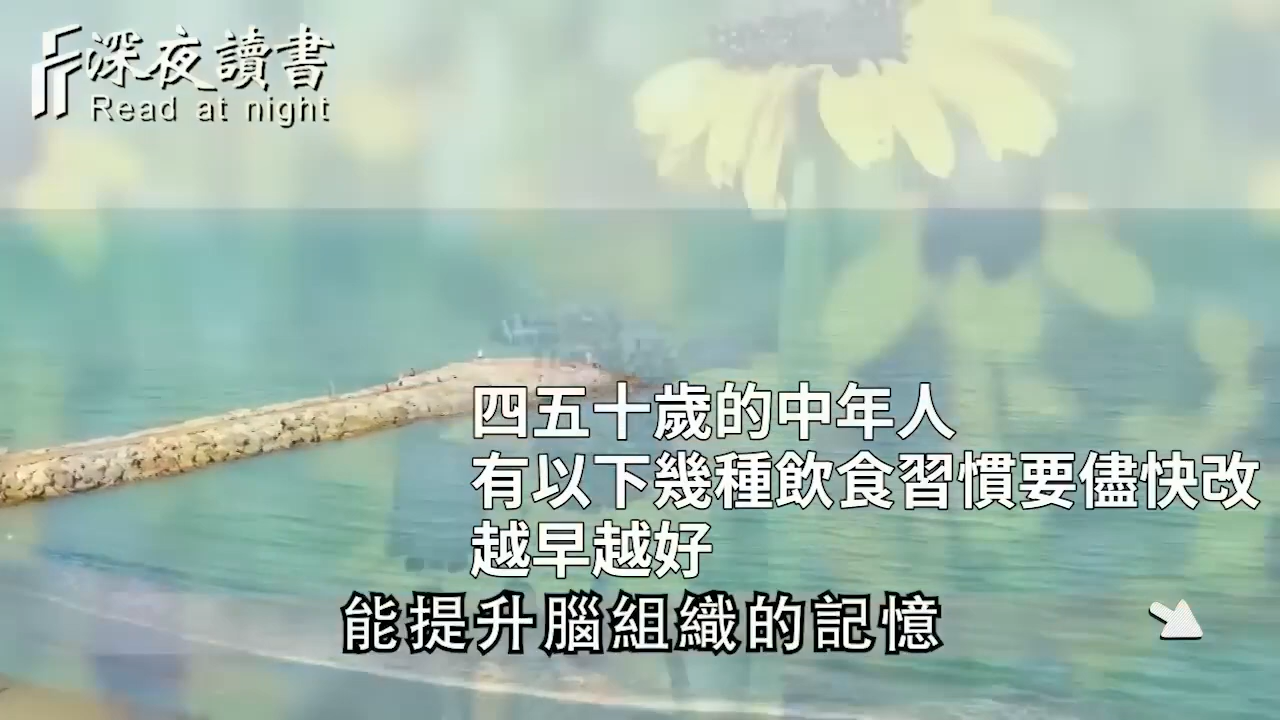 深夜讀書
Read at night
四五十歲的中年人
有以下幾種飲食習慣要儘快改
越早越好
能提升腦組織的記憶